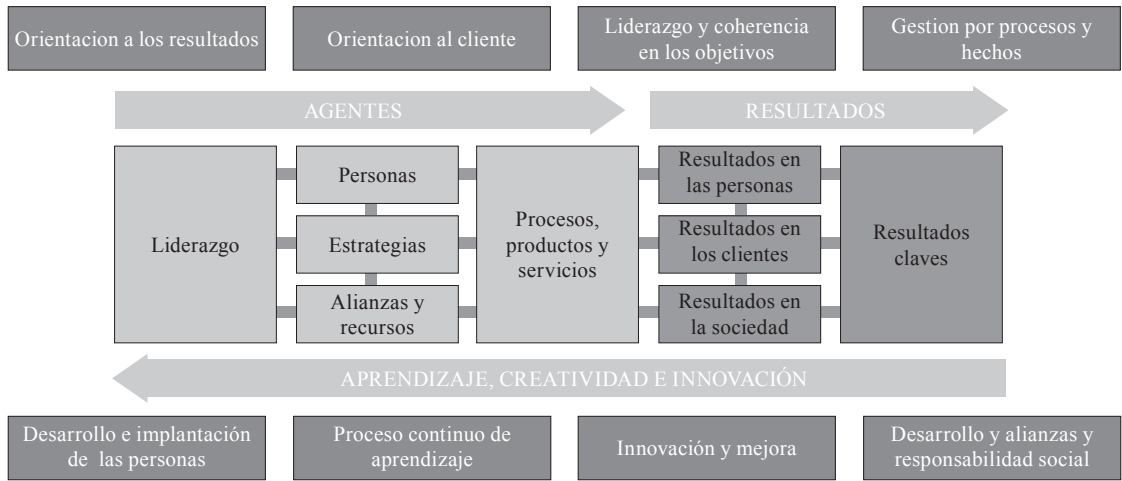 Orientacion a los resultados
Orientacion al cliente
Liderazgo y coherencia
en los objetivos
Gestion por procesos y
hechos
AGENTES
RESULTADOS
Liderazgo
Personas
Estrategias
Alianzas y
recursos
Procesos,
productos y
servicios
Resultados en
las personas
Resultados en
los clientes
Resultados en
la sociedad
Resultados
claves
APRENDIZAJE, CREATIVIDAD E INNOVACIÓN
Desarrollo e implantación
de las personas
Proceso continuo de
aprendizaje
Innovación y mejora
Desarrollo y alianzas y
responsabilidad social